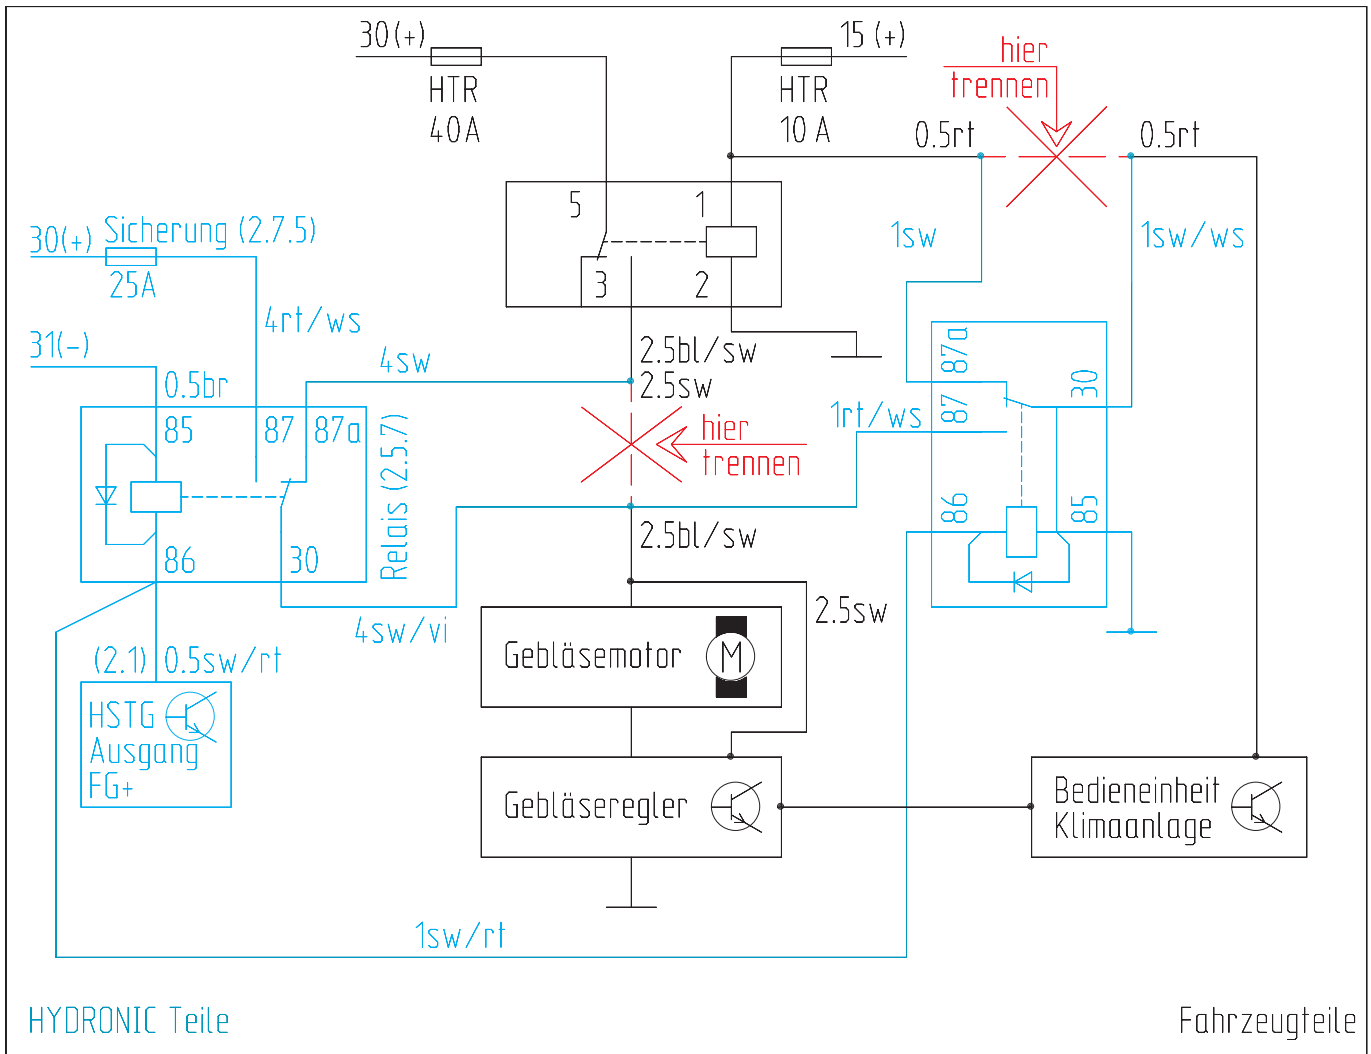 30(+)
HTR
40A
15 (+)
HTR
10 A
hier
trennen
0.5rt
0.5rt
5
1
3
2
30(+)
Sicherung (2.7.5)
25A
4rt/ws
31(-)
0.5br
4sw
2.5bl/sw
2.5sw
1sw
1sw/ws
85
87
87a
Relais (2.5.7)
86
30
hier
trennen
1rt/ws
87a
87
30
86
85
2.5bl/sw
4sw/vi
2.5sw
(2.1)
0.5sw/rt
HSTG
Ausgang
FG+
Gebläsemotor
M
Gebläseregler
Bedieneinheit
Klimaanlage
1sw/rt
HYDRONIC Teile
Fahrzeugteile